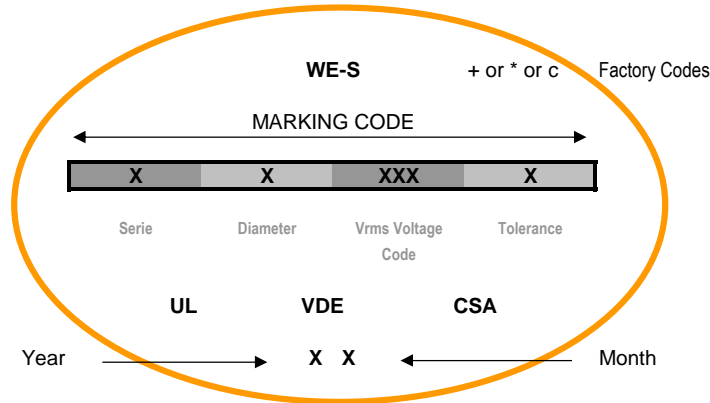 WE-S + or * or c Factory Codes
MARKING CODE
X X XXX X
Serie Diameter Vrms Voltage Tolerance
Code
UL VDE CSA
Year X X Month